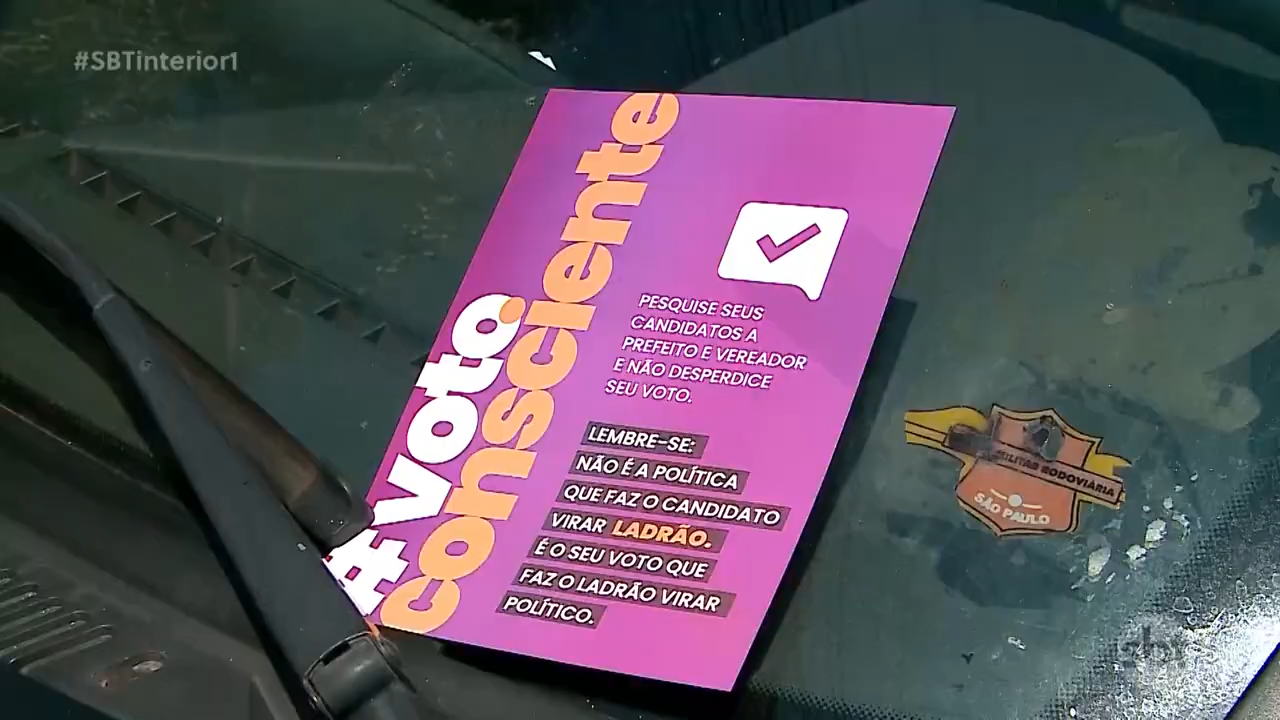 #SBTinterior1
#voto.
consciente
PESQUISE SEUS
CANDIDATOS A
PREFEITO E VEREADOR
E NÃO DESPERDICE
SEU VOTO.
LEMBRE-SE:
NÃO É A POLÍTICA
QUE FAZ O CANDIDATO
VIRAR LADRÃO.
É O SEU VOTO QUE
FAZ O LADRÃO VIRAR
POLÍTICO.
MILITAR RODOVIÁRIA
SÃO PAULO
sbt